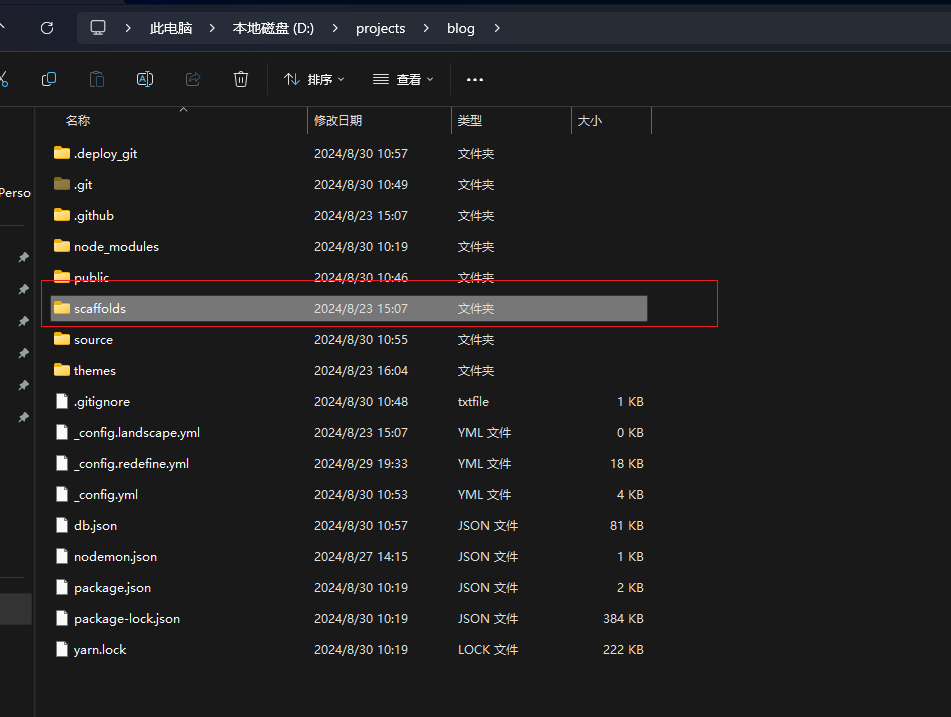 此电脑 > 本地磁盘 (D:) > projects > blog >
排序 查看 ...
名称 修改日期 类型 大小
.deploy_git 2024/8/30 10:57 文件夹
.git 2024/8/30 10:49 文件夹
Perso
.github 2024/8/23 15:07 文件夹
node_modules 2024/8/30 10:19 文件夹
public 2024/8/30 10:46 文件夹
scaffolds 2024/8/23 15:07 文件夹
source 2024/8/30 10:55 文件夹
themes 2024/8/23 16:04 文件夹
.gitignore 2024/8/30 10:48 txtfile 1 KB
_config.landscape.yml 2024/8/23 15:07 YML 文件 0 KB
_config.redefine.yml 2024/8/29 19:33 YML 文件 18 KB
_config.yml 2024/8/30 10:53 YML 文件 4 KB
db.json 2024/8/30 10:57 JSON 文件 81 KB
nodemon.json 2024/8/27 14:15 JSON 文件 1 KB
package.json 2024/8/30 10:19 JSON 文件 2 KB
package-lock.json 2024/8/30 10:19 JSON 文件 384 KB
yarn.lock 2024/8/30 10:19 LOCK 文件 222 KB